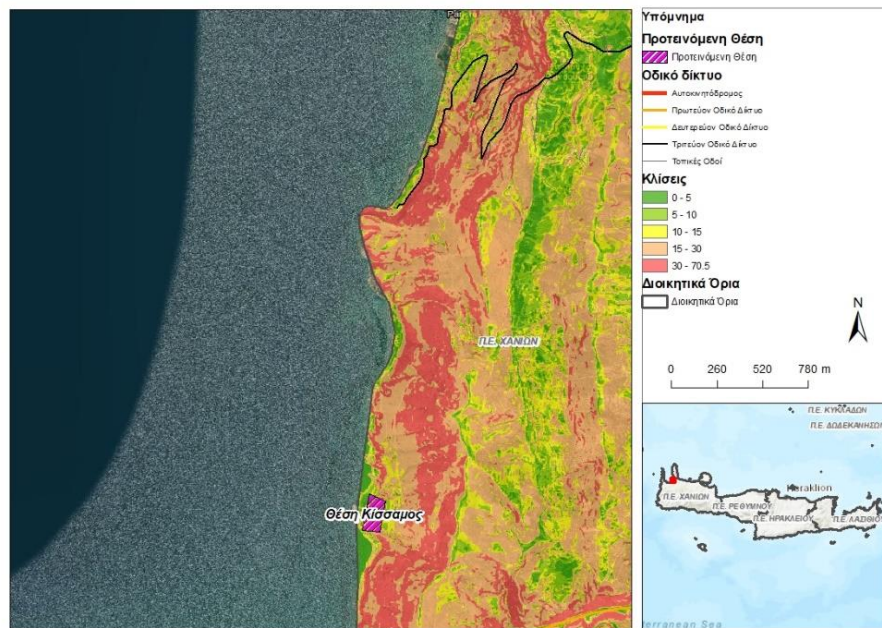 Π.Ε. ΧΑΝΙΩΝ
Θέση Κίσσαμος
Υπόμνημα
Προτεινόμενη Θέση
Προτεινόμενη Θέση
Οδικό δίκτυο
Αυτοκινητόδρομος
Πρωτεύον Οδικό Δίκτυο
Δευτερεύον Οδικό Δίκτυο
Τριτεύον Οδικό Δίκτυο
Τοπικές Οδοί
Κλίσεις
0 - 5
5 - 10
10 - 15
15 - 30
30 - 70.5
Διοικητικά Όρια
Διοικητικά Όρια
N
0 260 520 780 m
Π.Ε. ΚΥΚΛΑΔΩΝ
Π.Ε. ΔΩΔΕΚΑΝΗΣΟΥ
Heraklion
Π.Ε. ΧΑΝΙΩΝ
Π.Ε. ΡΕΘΥΜΝΟΥ
Π.Ε. ΗΡΑΚΛΕΙΟΥ
Π.Ε. ΛΑΣΙΘΙΟΥ
Sea